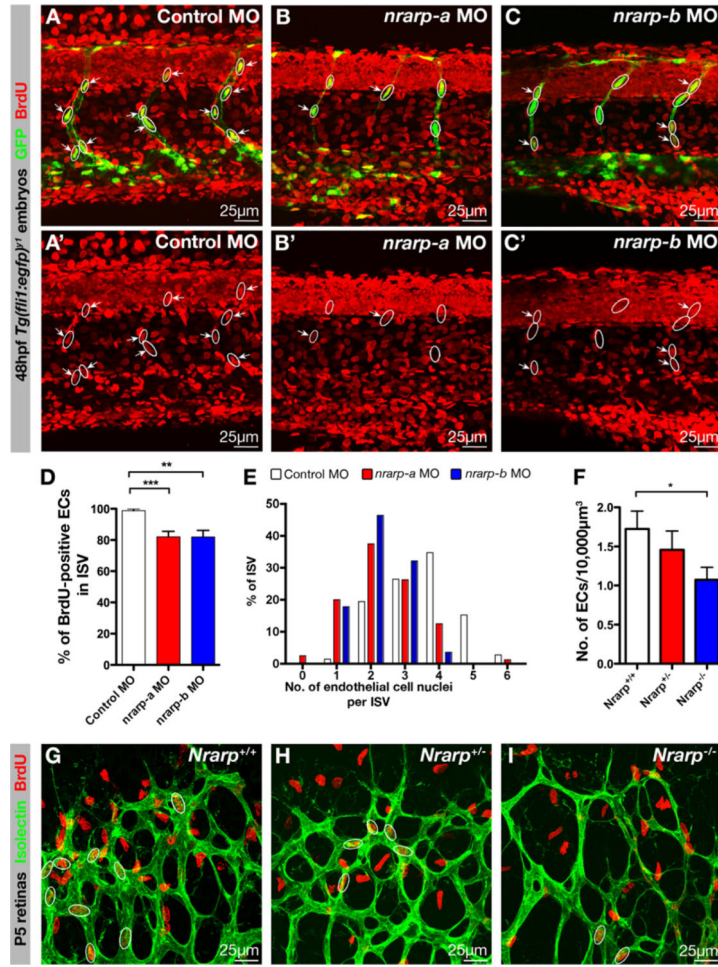 A Control MO
B nrarp-a MO
C nrarp-b MO
25µm
25µm
25µm
A' Control MO
B' nrarp-a MO
C' nrarp-b MO
25µm
25µm
25µm
48hpf Tg(fli1:egfp)y1 embryos GFP BrdU
D
% of BrdU-positive ECs
in ISV
100
80
60
40
20
0
**
***
Control MO
nrarp-a MO
nrarp-b MO
E
Control MO nrarp-a MO nrarp-b MO
% of ISV
50
40
30
20
10
0
0 1 2 3 4 5 6
No. of endothelial cell nuclei
per ISV
F
No. of ECs/10,000µm³
2.0
1.5
1.0
0.5
0.0
*
Nrarp+/+
Nrarp+/-
Nrarp-/-
P5 retinas Isolectin BrdU
G Nrarp+/+
H Nrarp+/-
I Nrarp-/-
25µm
25µm
25µm